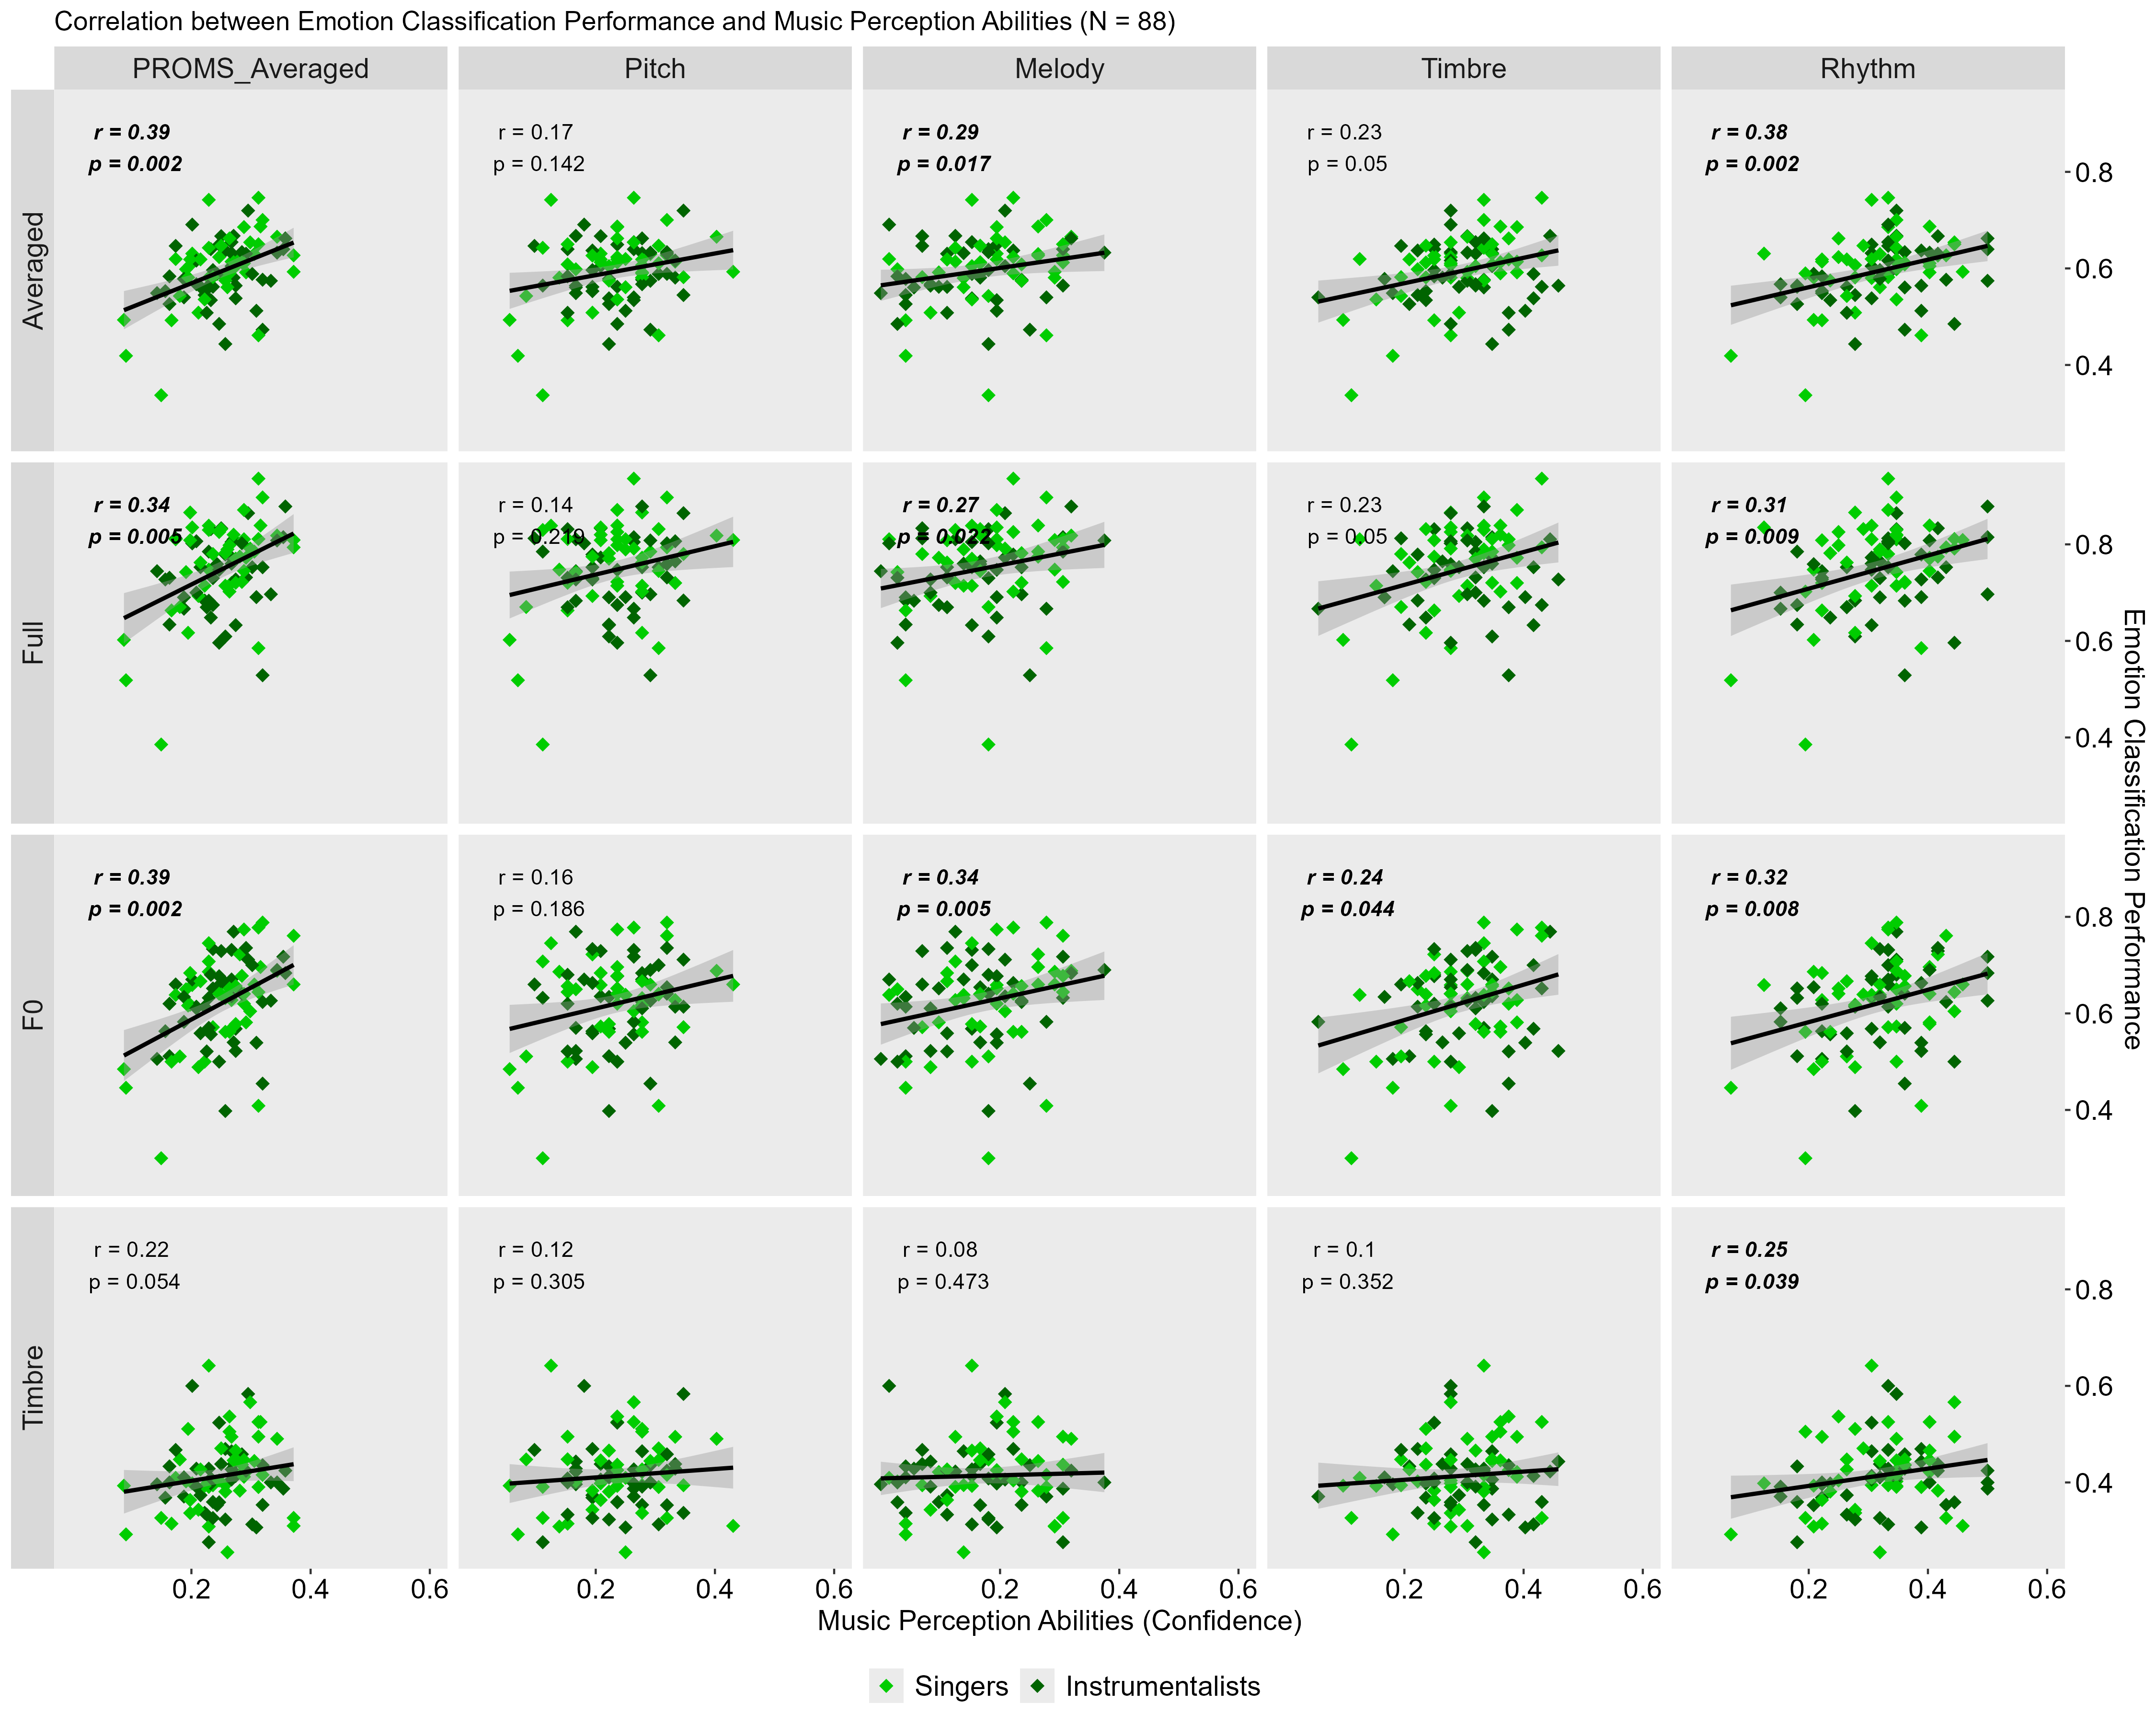 Correlation between Emotion Classification Performance and Music Perception Abilities (N = 88)
PROMS_Averaged
Pitch
Melody
Timbre
Rhythm
Averaged
r = 0.39
p = 0.002
r = 0.17
p = 0.142
r = 0.29
p = 0.017
r = 0.23
p = 0.05
r = 0.38
p = 0.002
0.8
0.6
0.4
Full
r = 0.34
p = 0.005
r = 0.14
p = 0.219
r = 0.27
p = 0.022
r = 0.23
p = 0.05
r = 0.31
p = 0.009
0.8
0.6
0.4
F0
r = 0.39
p = 0.002
r = 0.16
p = 0.186
r = 0.34
p = 0.005
r = 0.24
p = 0.044
r = 0.32
p = 0.008
0.8
0.6
0.4
Timbre
r = 0.22
p = 0.054
r = 0.12
p = 0.305
r = 0.08
p = 0.473
r = 0.1
p = 0.352
r = 0.25
p = 0.039
0.8
0.6
0.4
Emotion Classification Performance
0.2 0.4 0.6
0.2 0.4 0.6
0.2 0.4 0.6
0.2 0.4 0.6
0.2 0.4 0.6
Music Perception Abilities (Confidence)
Singers
Instrumentalists